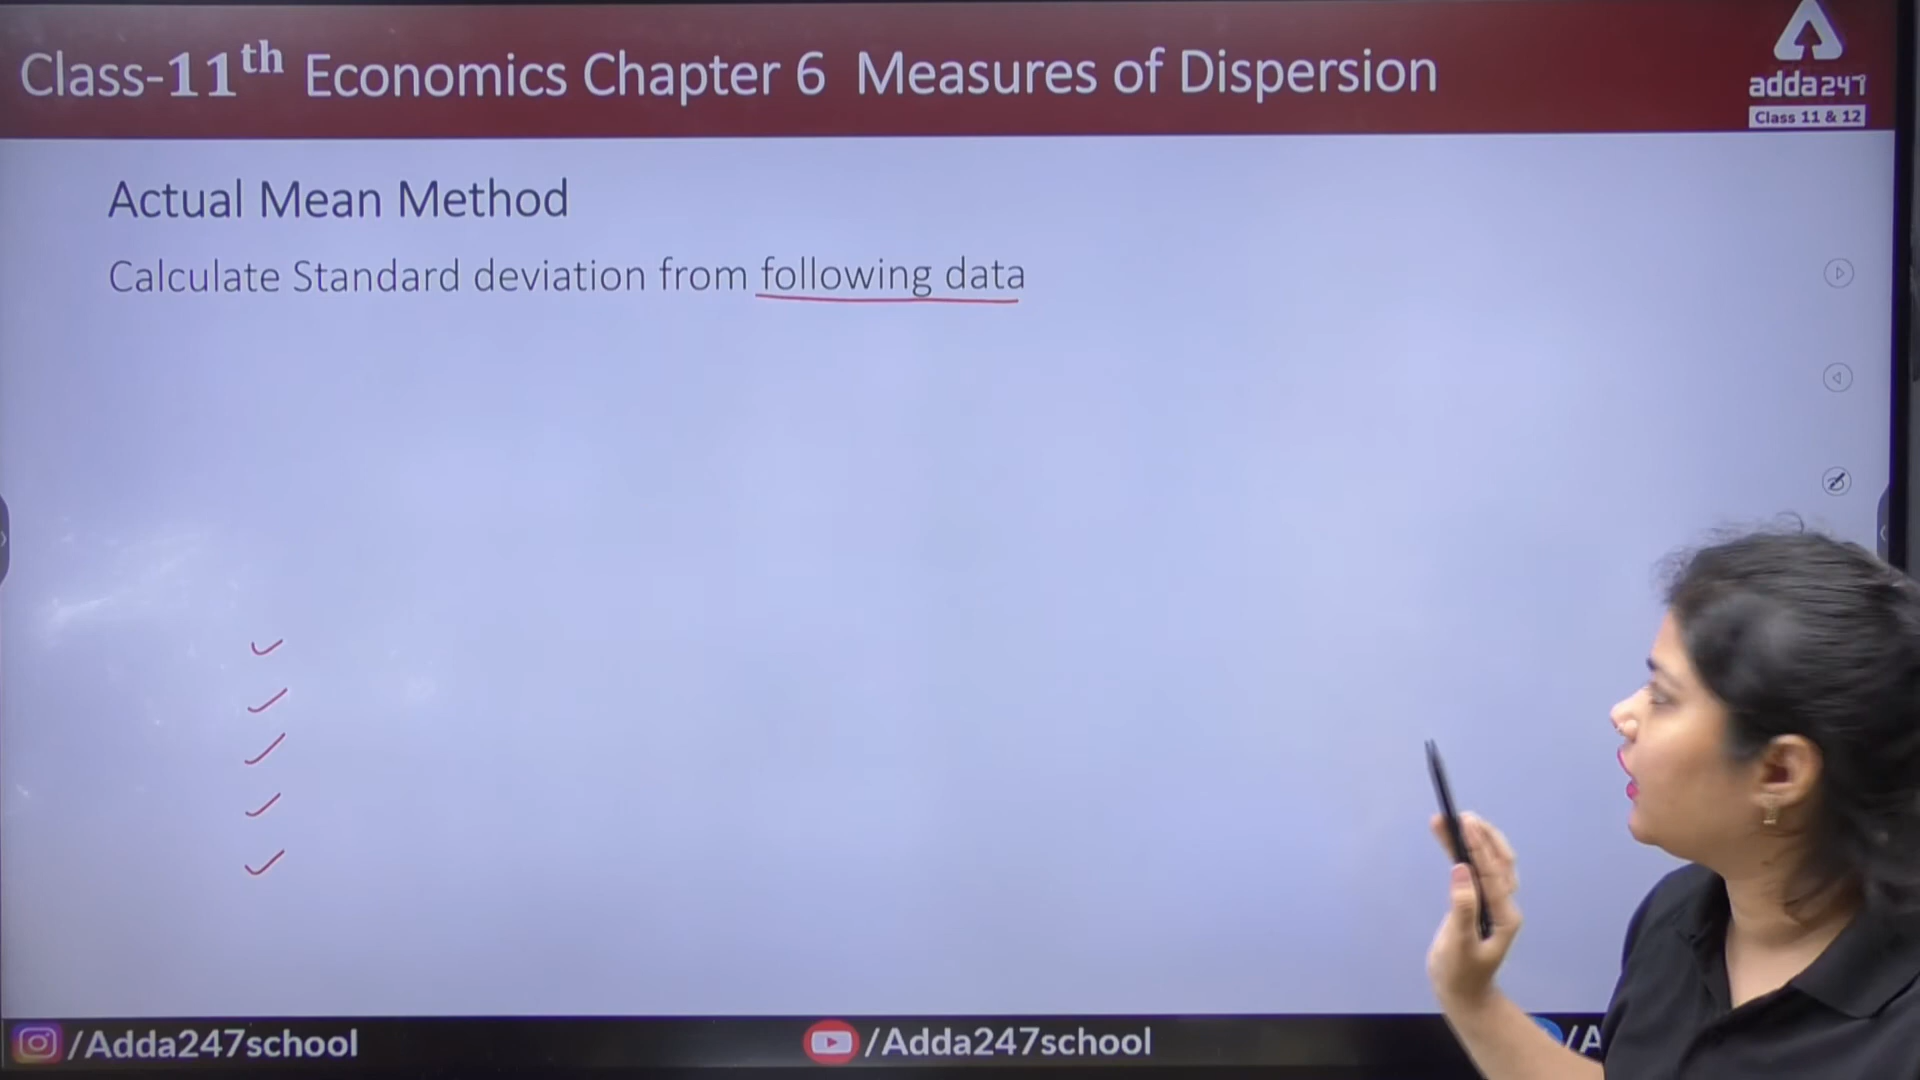 Class-11th Economics Chapter 6 Measures of Dispersion
adda247
Class 11 & 12
Actual Mean Method
Calculate Standard deviation from following data
/Adda247school
/Adda247school
/A